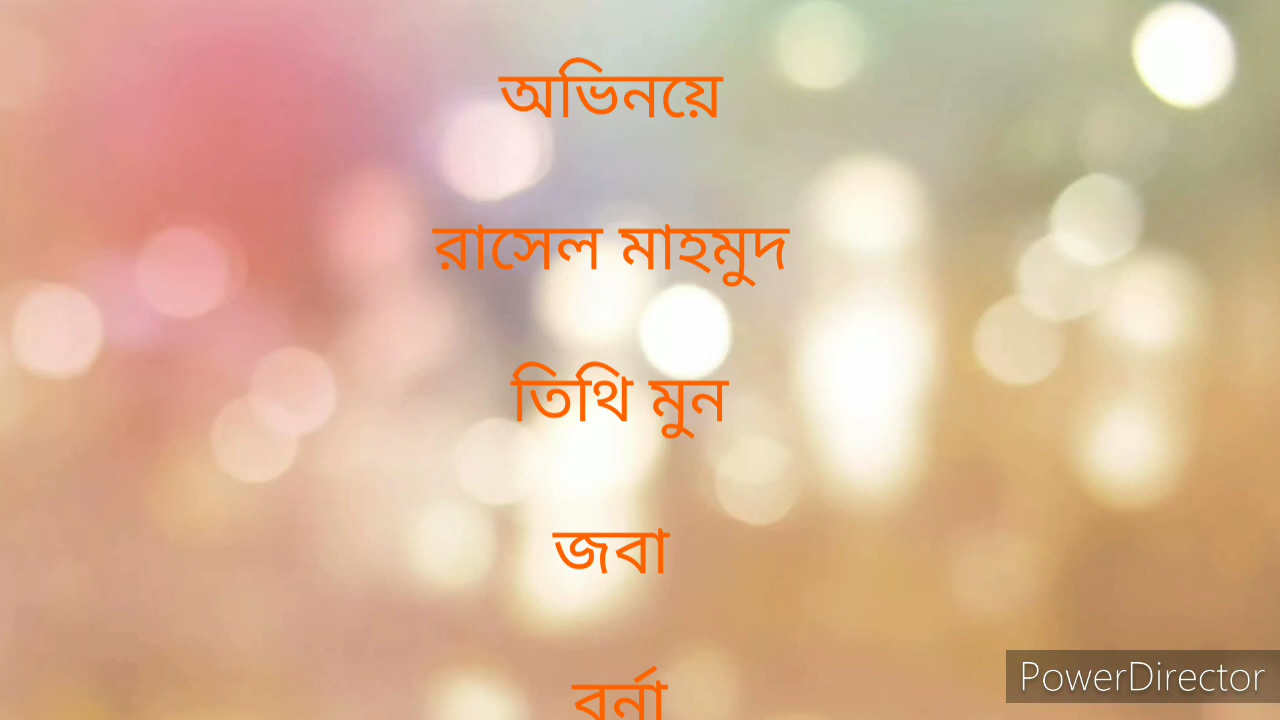 অভিনয়ে
রাসেল মাহমুদ
তিথি মুন
জবা
বর্না
PowerDirector